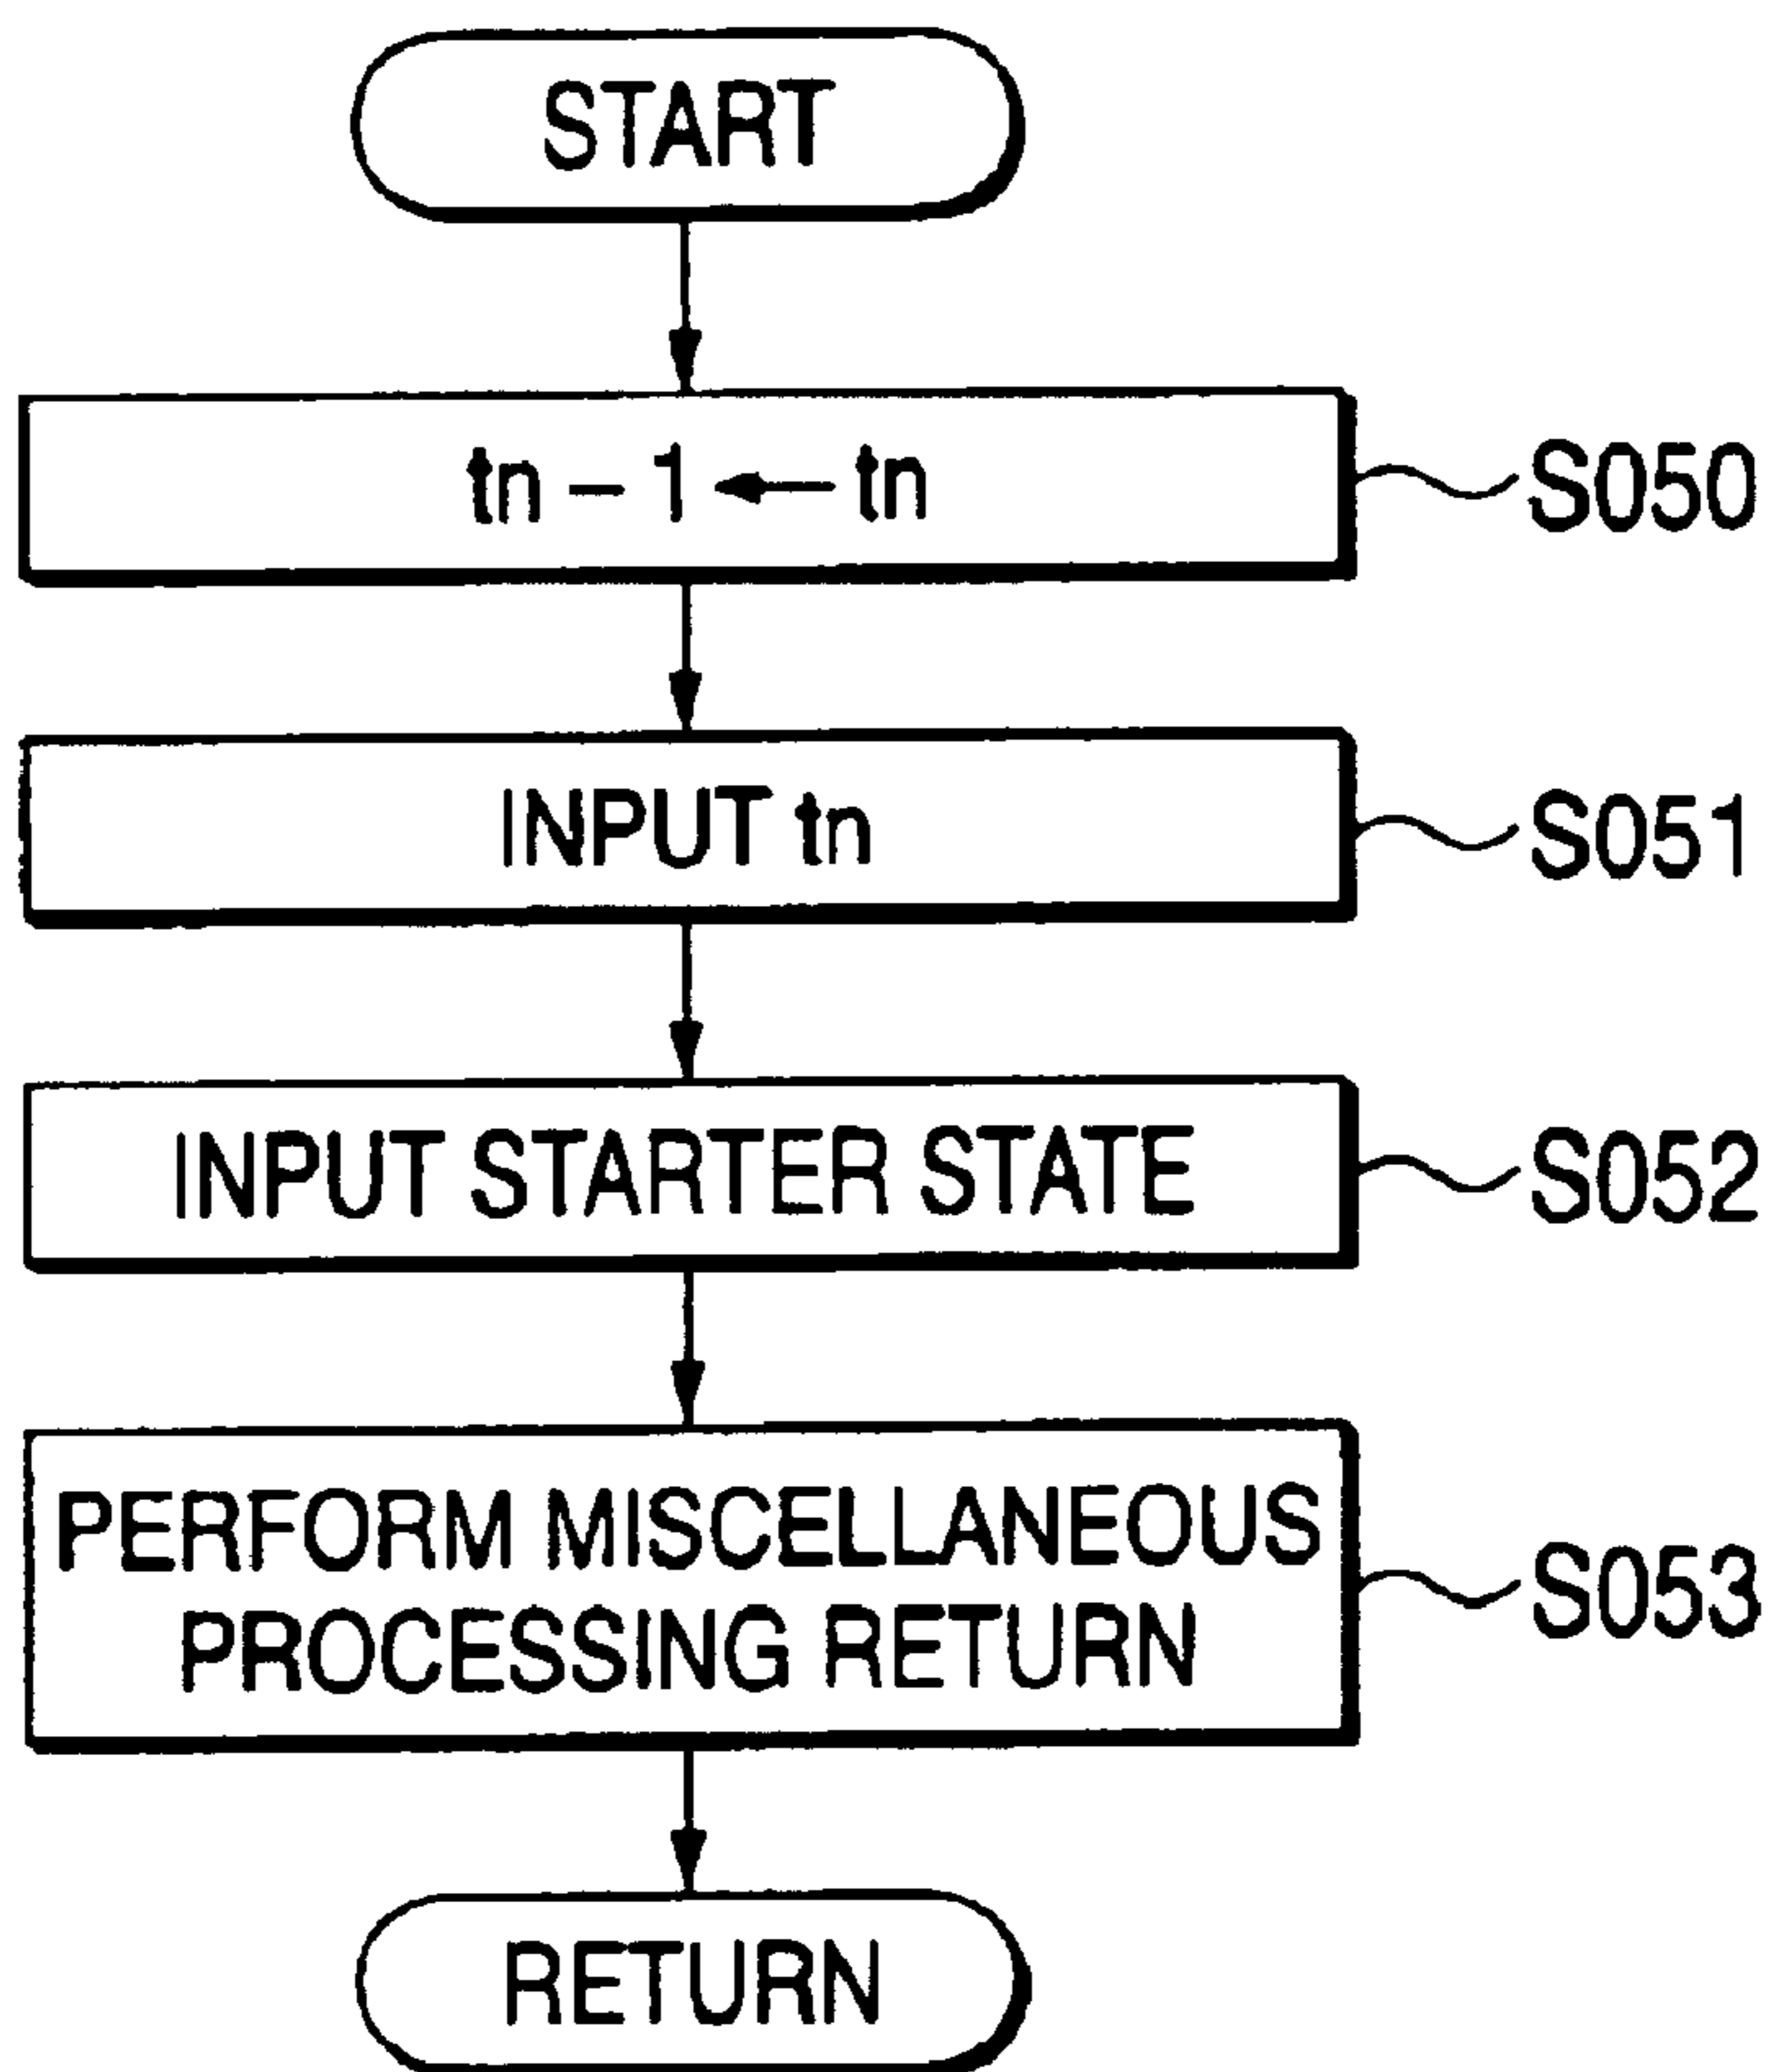 START
tn – 1 ← tn
S050
INPUT tn
S051
INPUT STARTER STATE
S052
PERFORM MISCELLANEOUS
PROCESSING RETURN
S053
RETURN